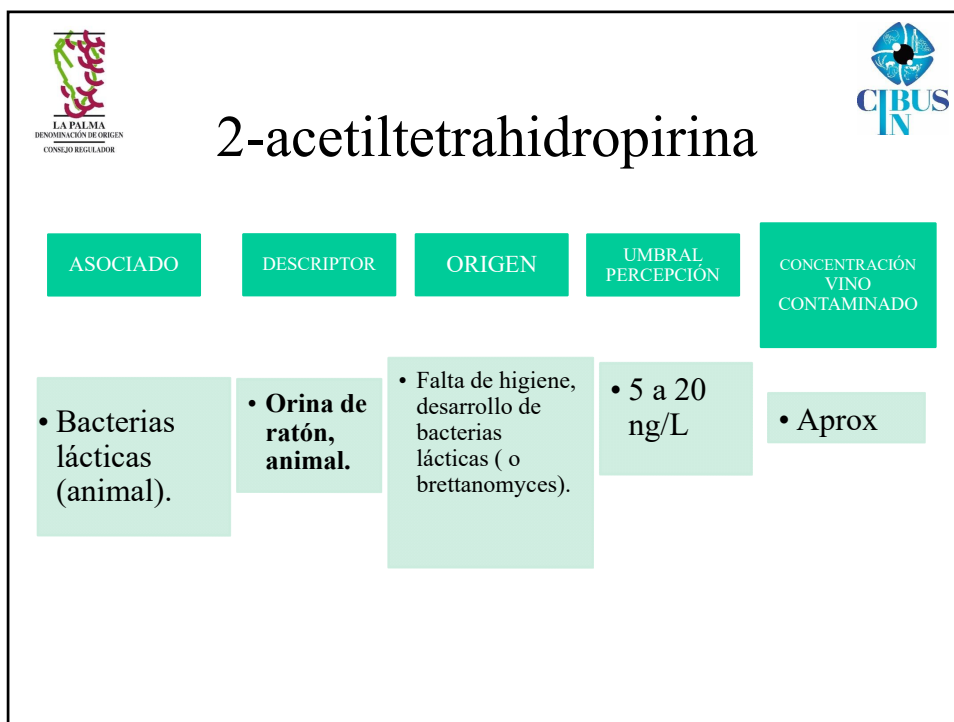 LA PALMA
DENOMINACIÓN DE ORIGEN
CONSEJO REGULADOR
CIBUS
IN
2-acetiltetrahidropirina
ASOCIADO
• Bacterias
lácticas
(animal).
DESCRIPTOR
• Orina de
ratón,
animal.
ORIGEN
• Falta de higiene,
desarrollo de
bacterias
lácticas ( o
brettanomyces).
UMBRAL
PERCEPCIÓN
• 5 a 20
ng/L
CONCENTRACIÓN
VINO
CONTAMINADO
• Aprox